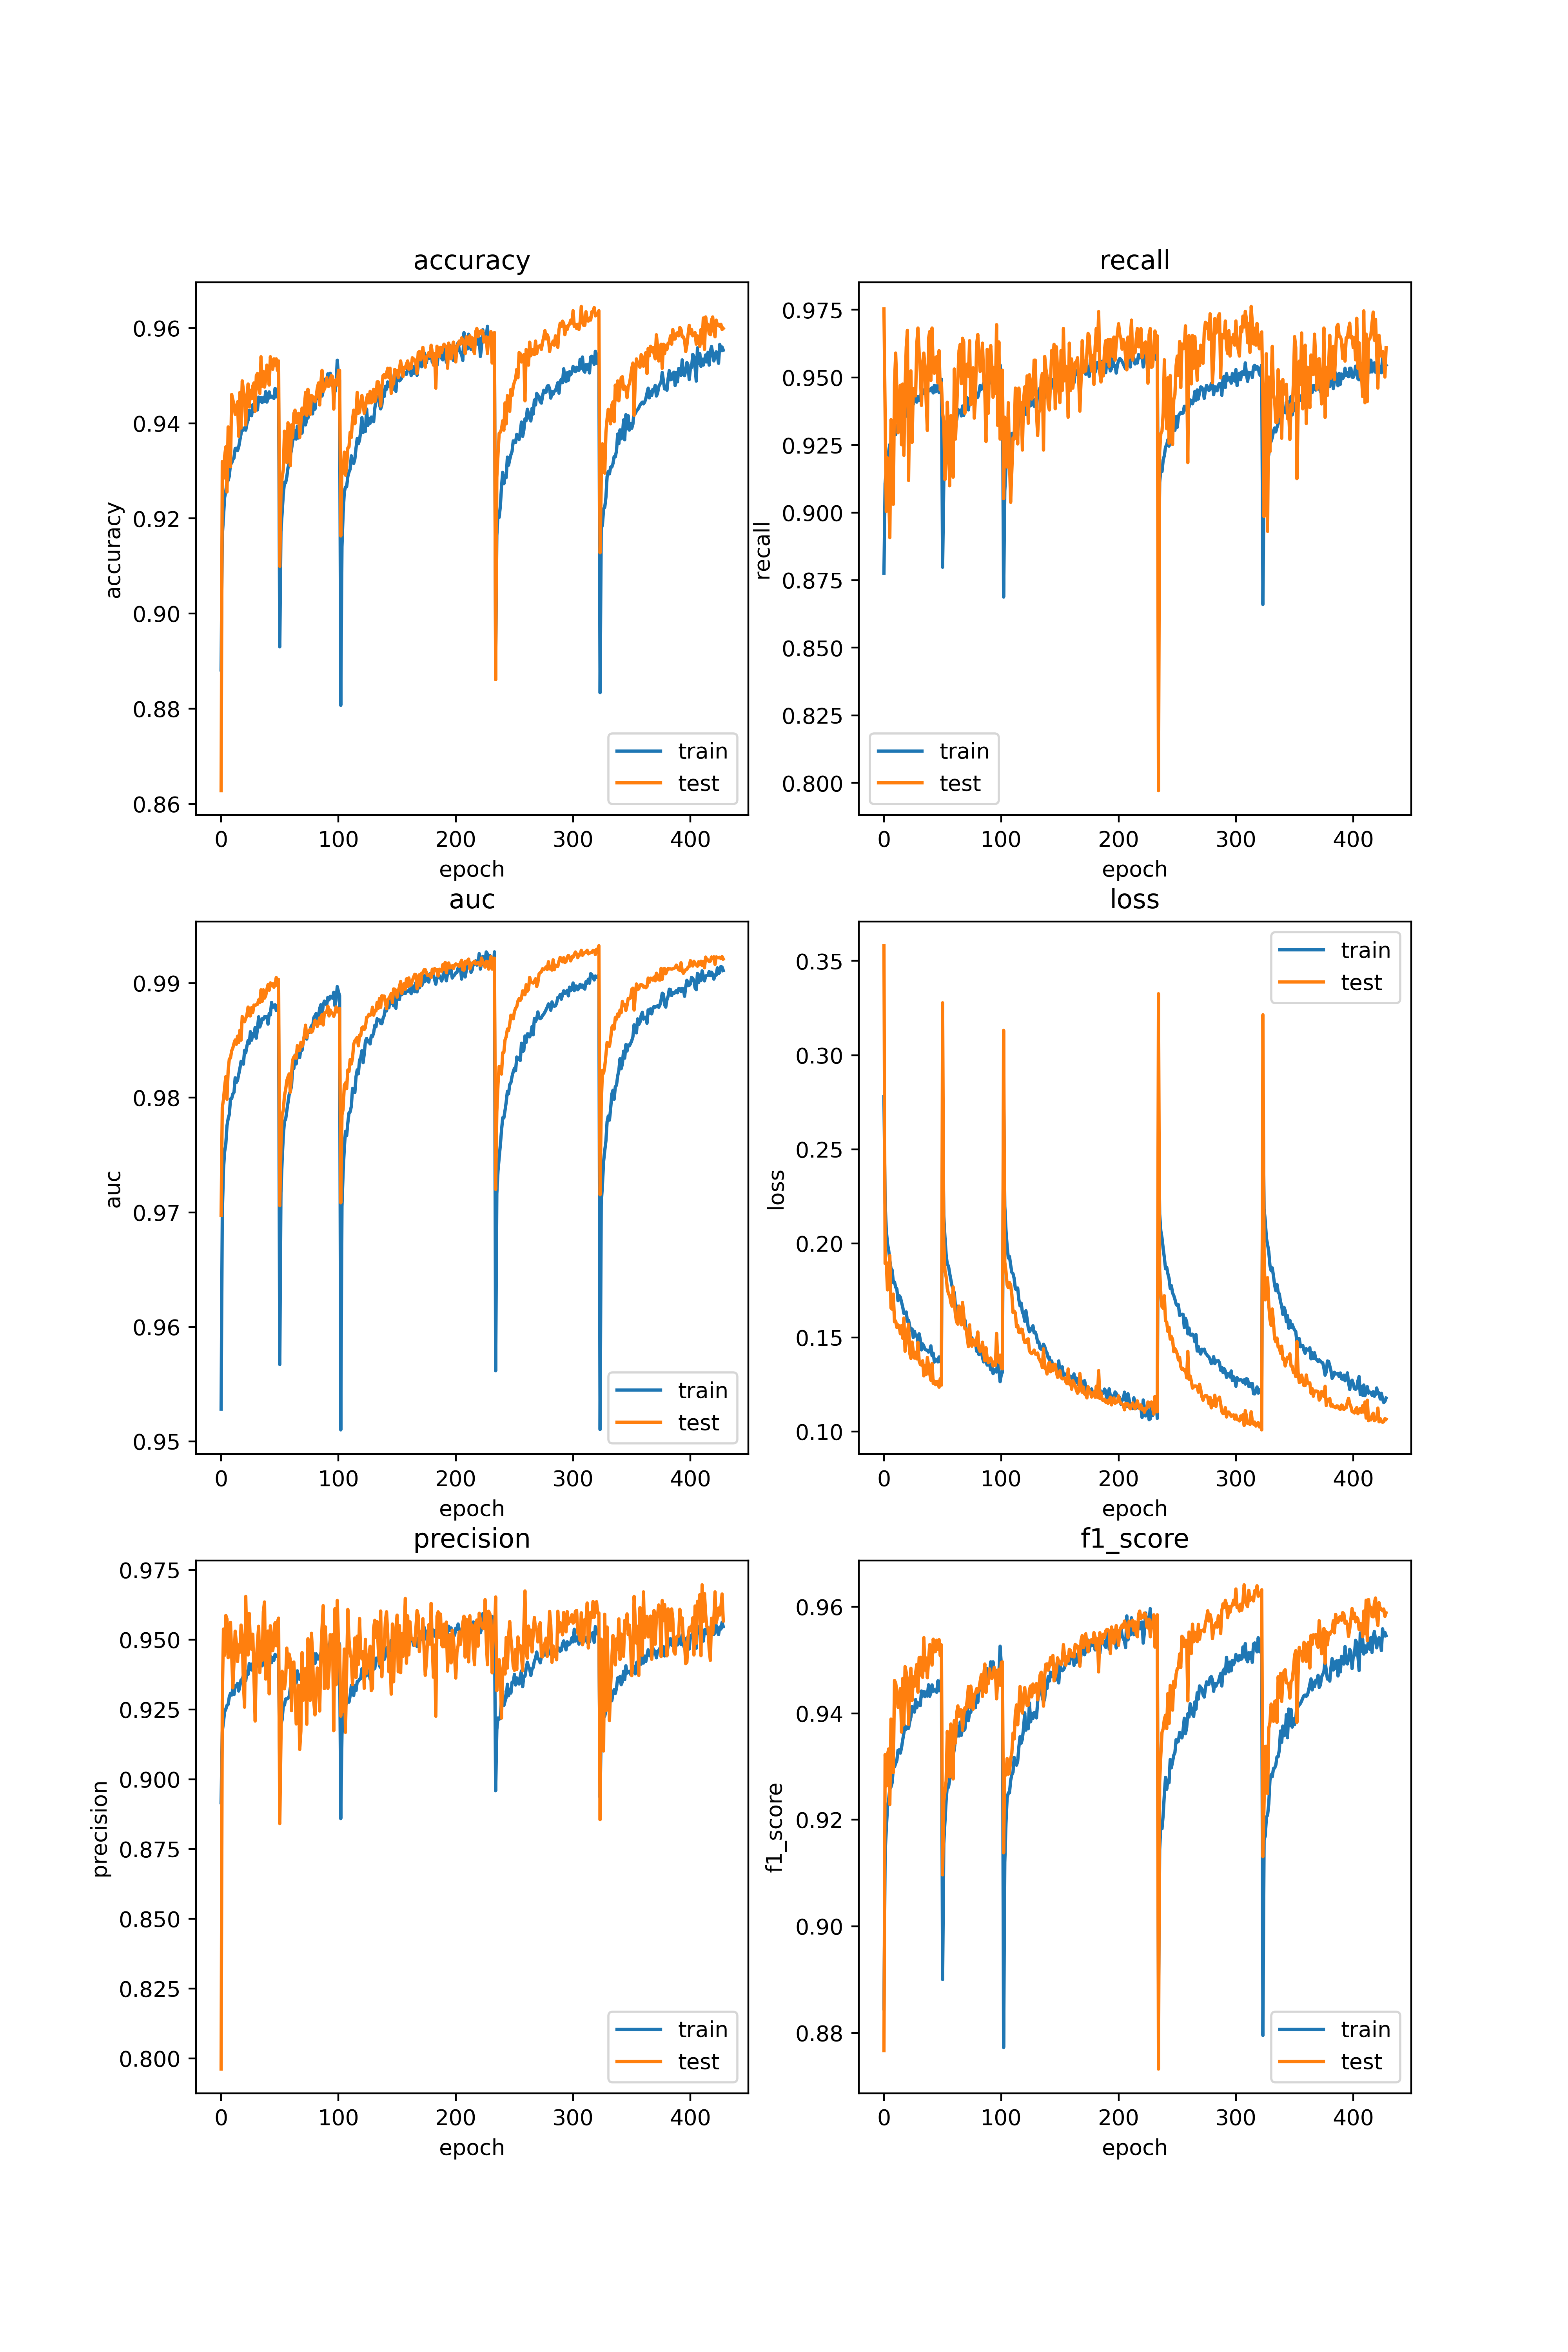 accuracy
accuracy
0.96
0.94
0.92
0.90
0.88
0.86
0
100
200
300
400
epoch
train
test
recall
recall
0.975
0.950
0.925
0.900
0.875
0.850
0.825
0.800
0
100
200
300
400
epoch
train
test
auc
auc
0.99
0.98
0.97
0.96
0.95
0
100
200
300
400
epoch
train
test
loss
loss
0.35
0.30
0.25
0.20
0.15
0.10
0
100
200
300
400
epoch
train
test
precision
precision
0.975
0.950
0.925
0.900
0.875
0.850
0.825
0.800
0
100
200
300
400
epoch
train
test
f1_score
f1_score
0.96
0.94
0.92
0.90
0.88
0
100
200
300
400
epoch
train
test